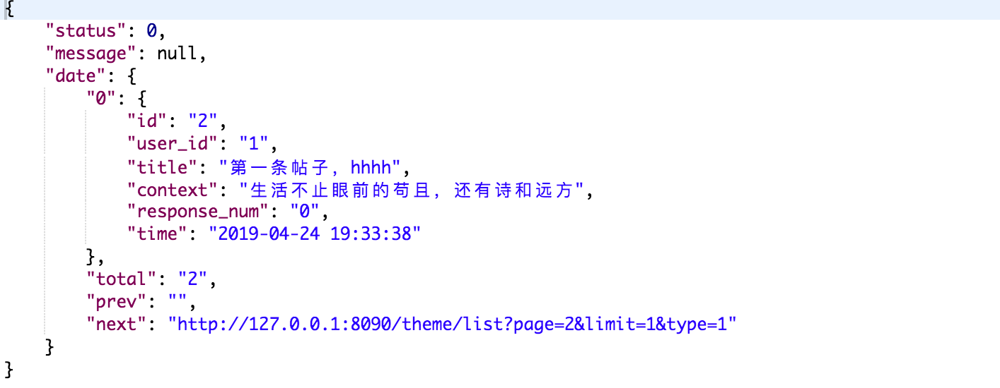 {
    "status": 0,
    "message": null,
    "date": {
        "0": {
            "id": "2",
            "user_id": "1",
            "title": "第一条帖子，hhhh",
            "context": "生活不止眼前的苟且，还有诗和远方",
            "response_num": "0",
            "time": "2019-04-24 19:33:38"
        },
        "total": "2",
        "prev": "",
        "next": "http://127.0.0.1:8090/theme/list?page=2&limit=1&type=1"
    }
}